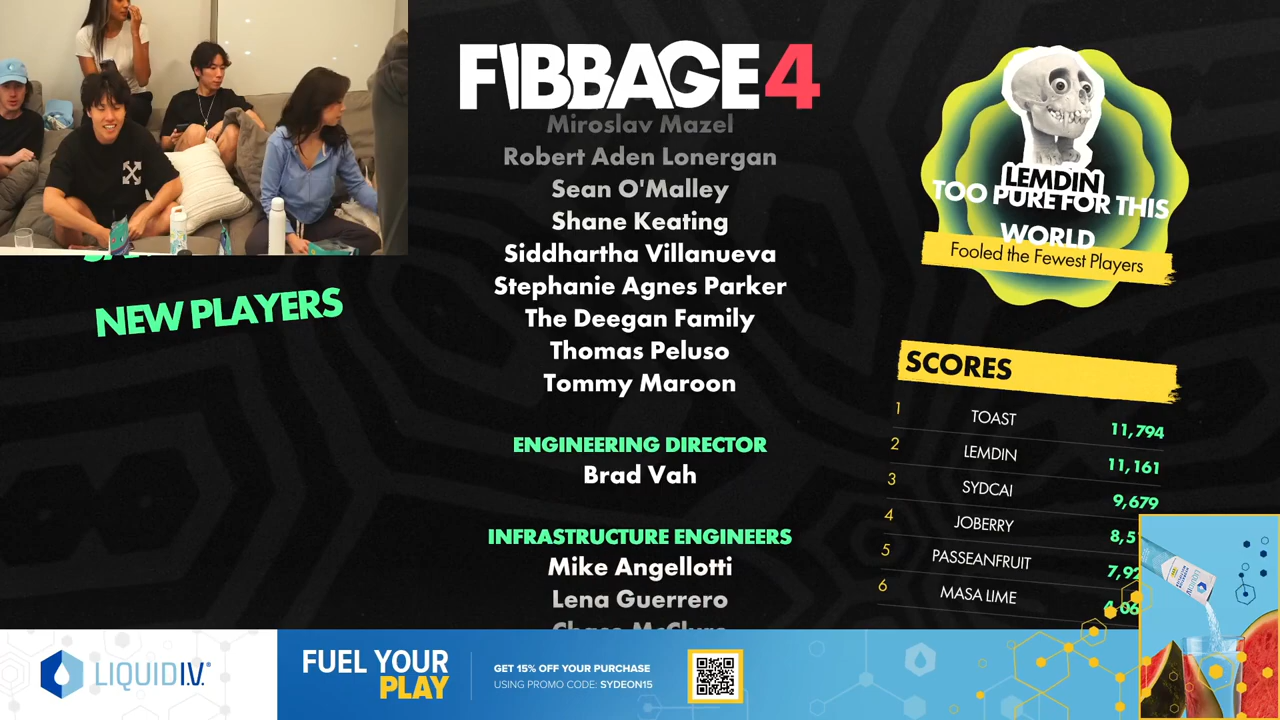 FIBBAGE 4
Miroslav Mazel
Robert Aden Lonergan
Sean O'Malley
Shane Keating
Siddhartha Villanueva
Stephanie Agnes Parker
The Deegan Family
Thomas Peluso
Tommy Maroon
ENGINEERING DIRECTOR
Brad Vah
INFRASTRUCTURE ENGINEERS
Mike Angellotti
Lena Guerrero
NEW PLAYERS
LEMDIN
TOO PURE FOR THIS
WORLD
Fooled the Fewest Players
SCORES
1 TOAST 11,794
2 LEMDIN 11,161
3 SYDCAI 9,679
4 JOBERRY
5 PASSEANFRUIT
6 MASA LIME
LIQUID I.V.
FUEL YOUR
PLAY
GET 15% OFF YOUR PURCHASE
USING PROMO CODE: SYDEON15